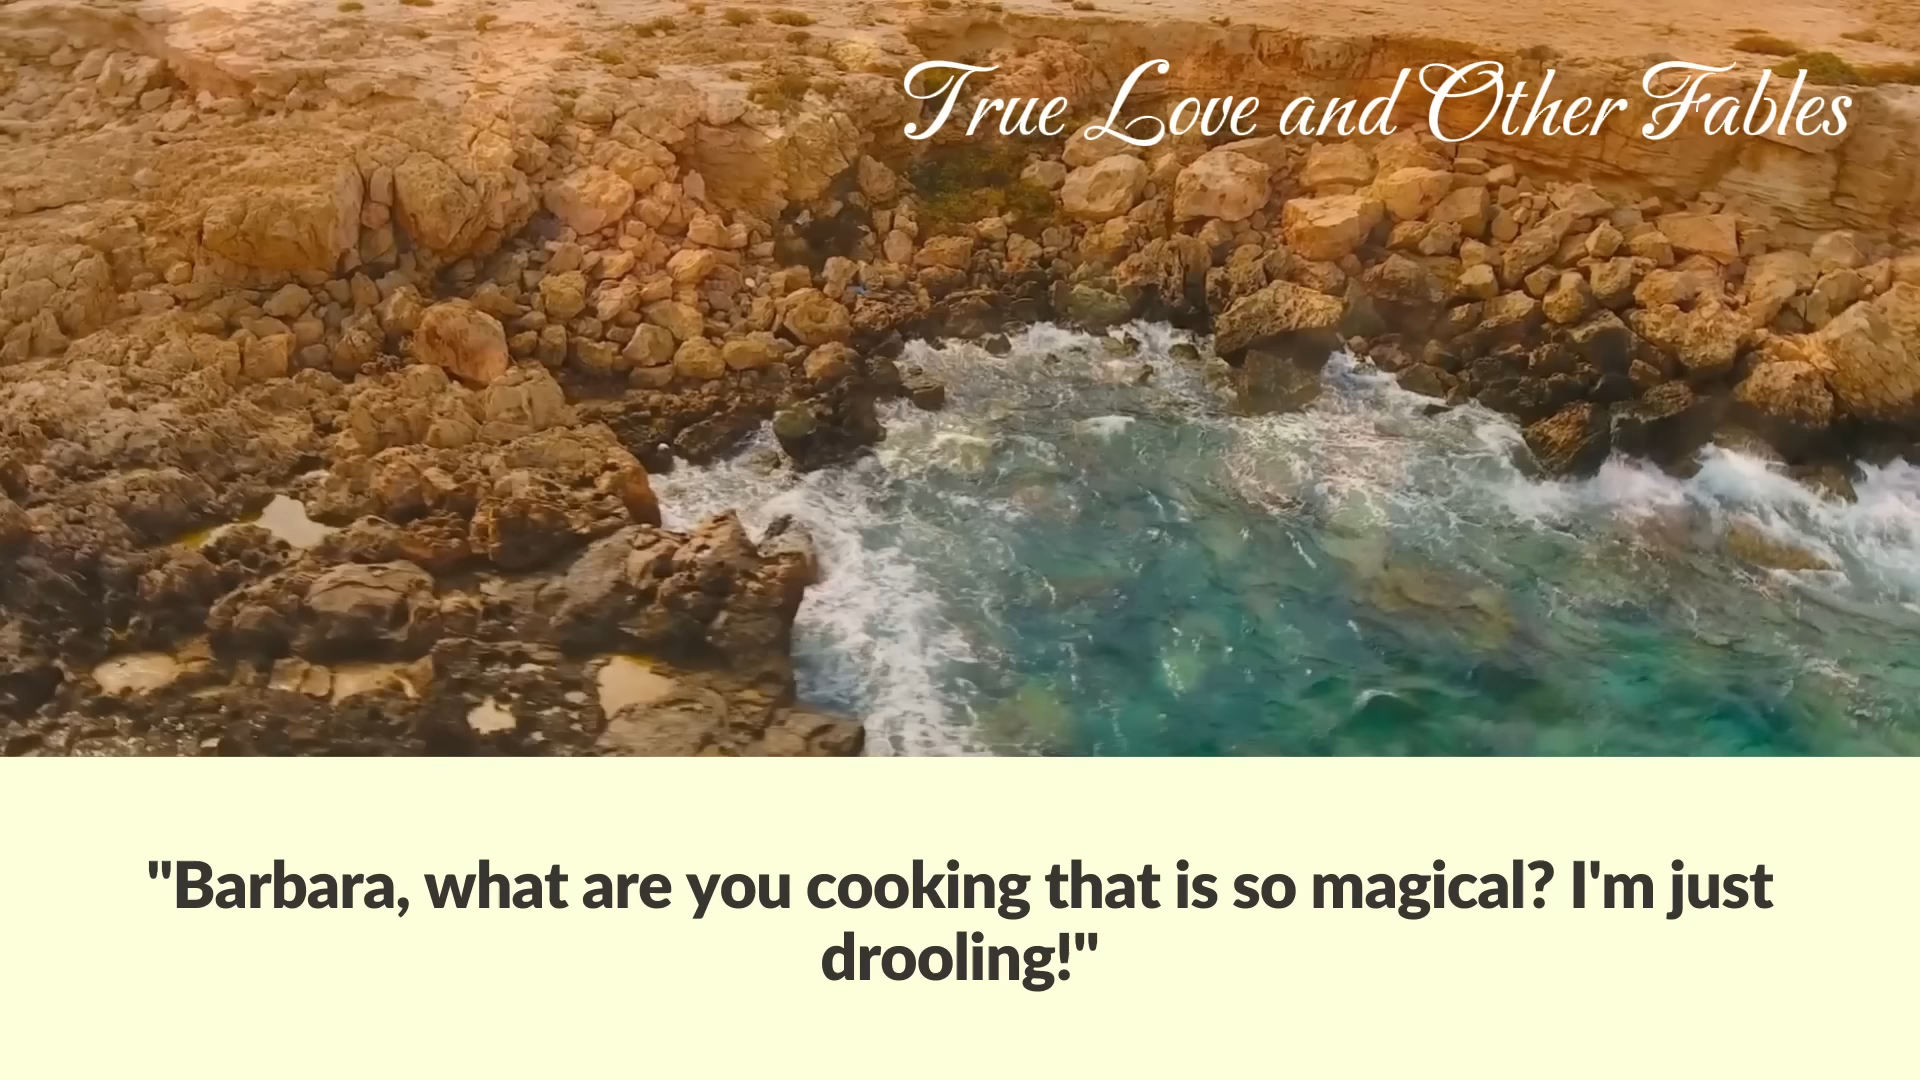 True Love and Other Fables
"Barbara, what are you cooking that is so magical? I'm just
drooling!"